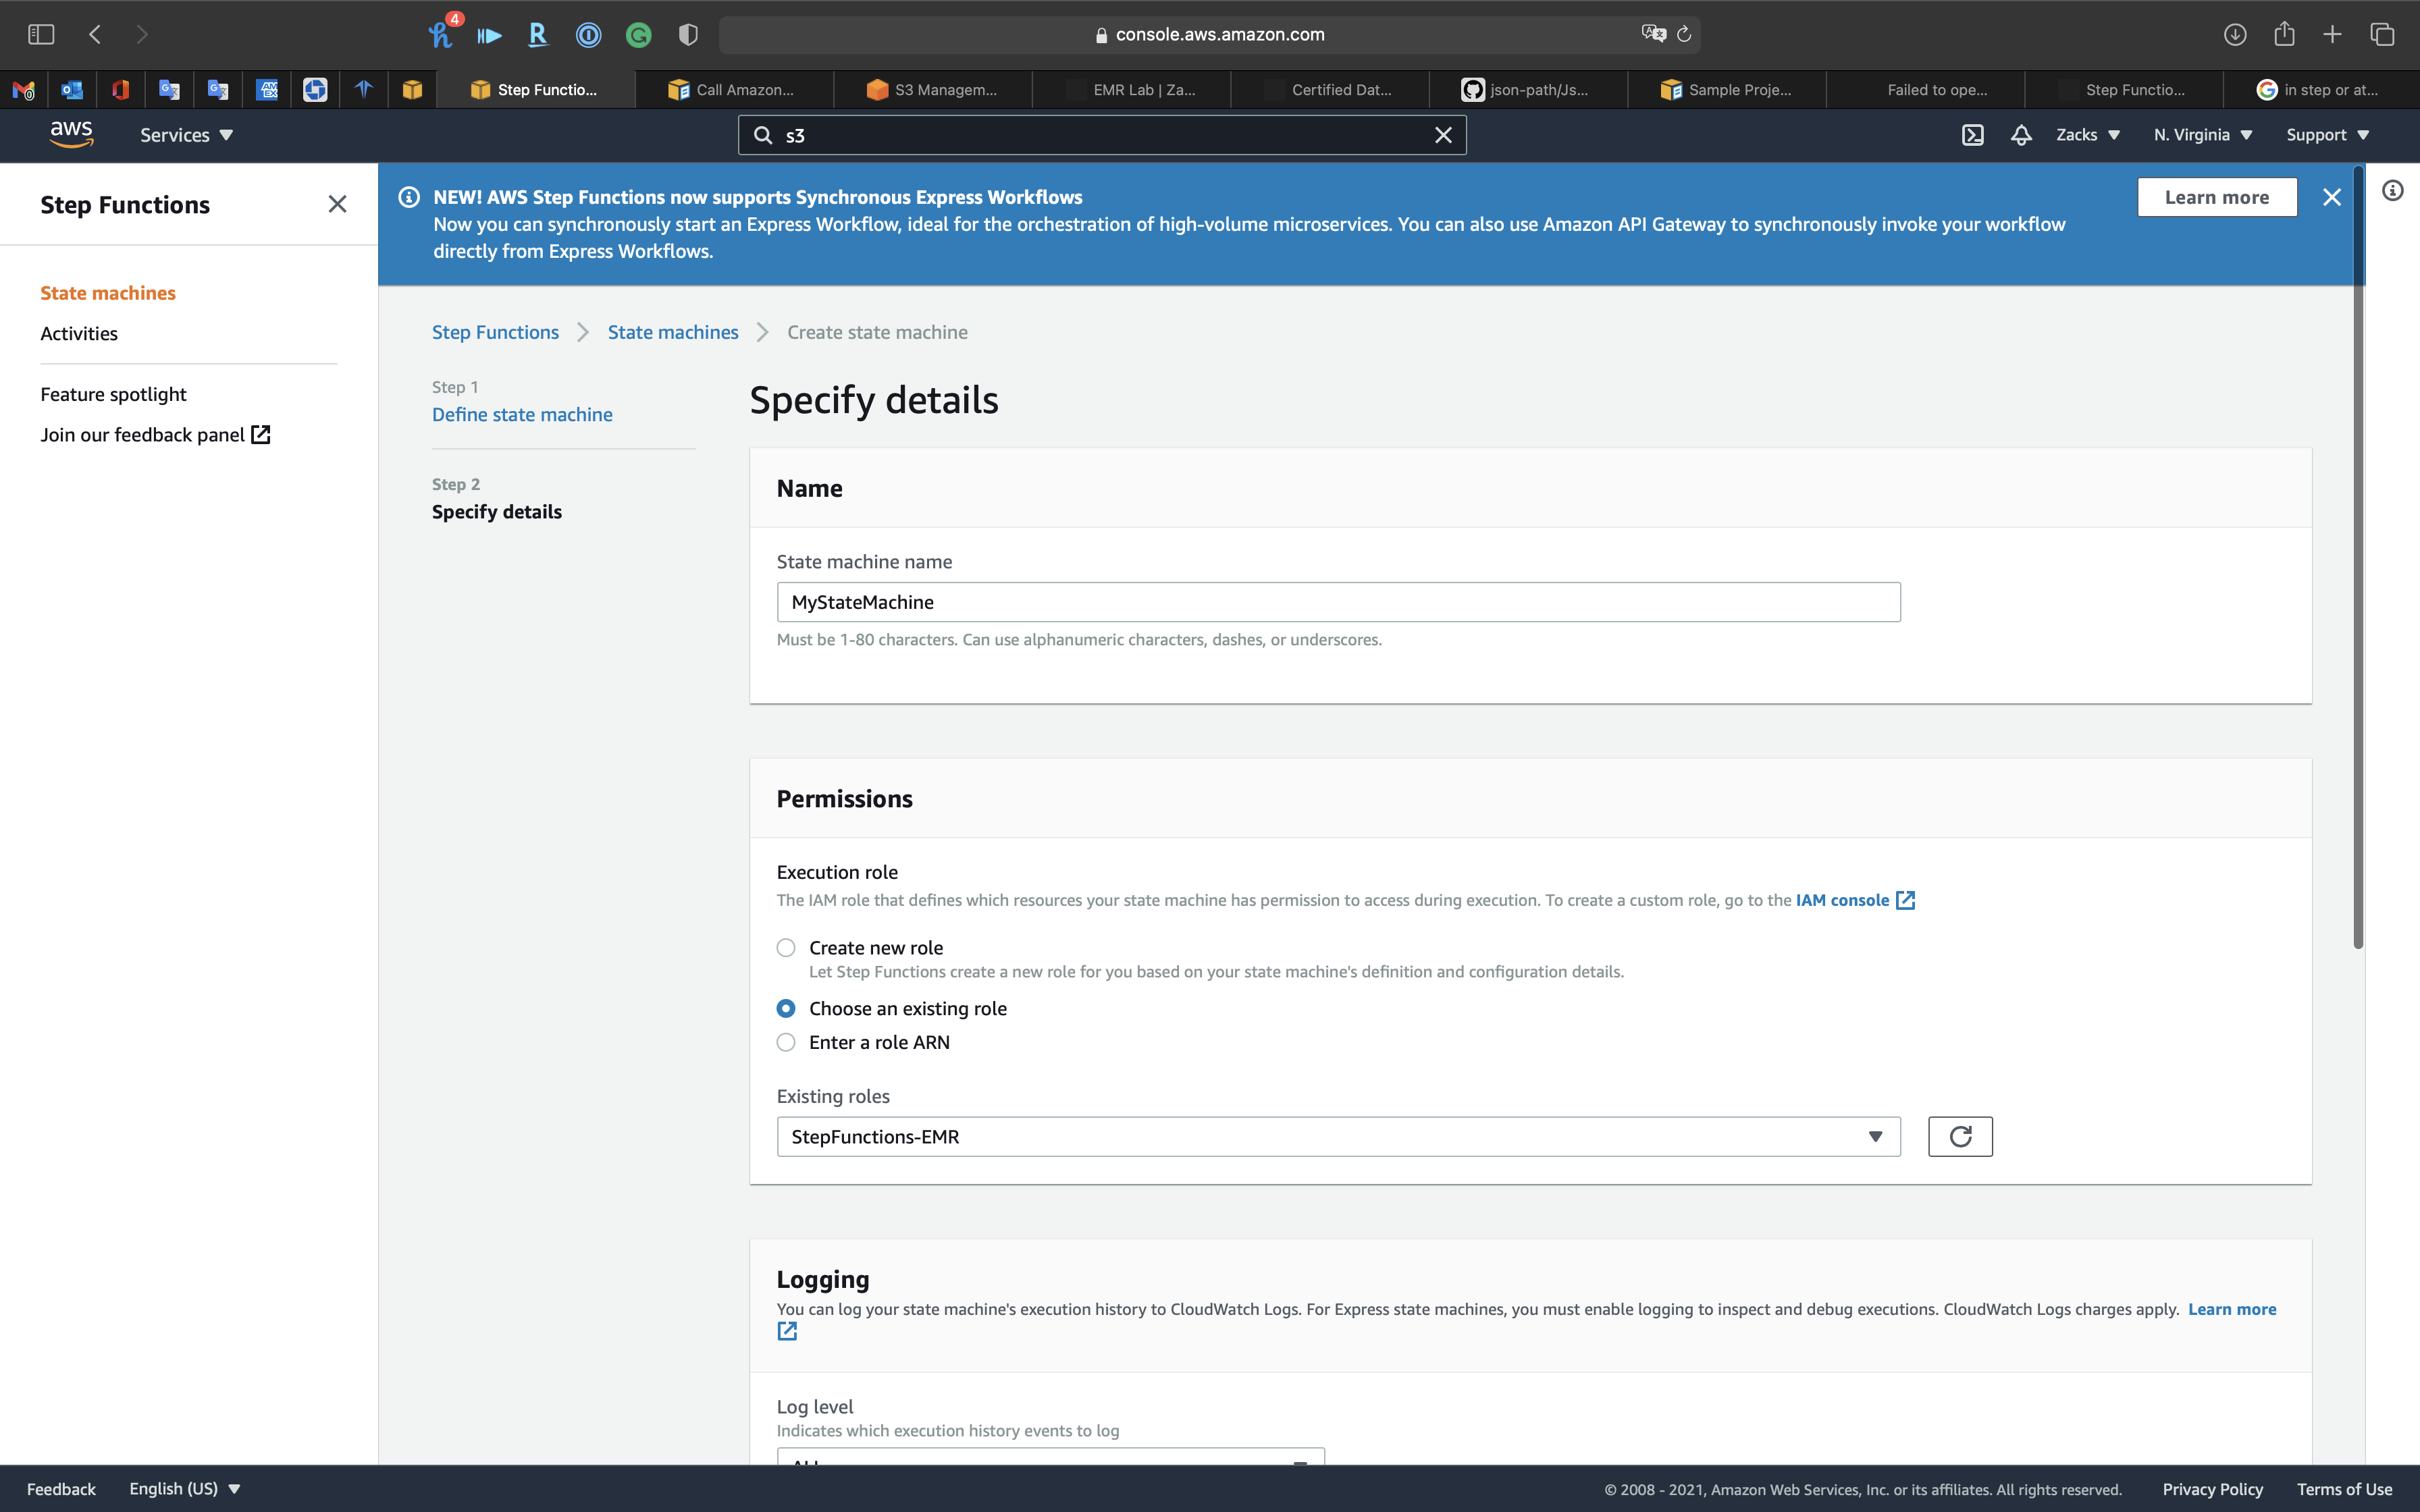 4
console.aws.amazon.com
Step Functio...
Call Amazon...
S3 Managem...
EMR Lab | Za...
Certified Dat...
json-path/Js...
Sample Proje...
Failed to ope...
Step Functio...
in step or at...
aws
Services
s3
Zacks
N. Virginia
Support
Step Functions
State machines
Activities
Feature spotlight
Join our feedback panel
NEW! AWS Step Functions now supports Synchronous Express Workflows
Now you can synchronously start an Express Workflow, ideal for the orchestration of high-volume microservices. You can also use Amazon API Gateway to synchronously invoke your workflow
directly from Express Workflows.
Learn more
Step Functions
State machines
Create state machine
Step 1
Define state machine
Step 2
Specify details
Specify details
Name
State machine name
MyStateMachine
Must be 1-80 characters. Can use alphanumeric characters, dashes, or underscores.
Permissions
Execution role
The IAM role that defines which resources your state machine has permission to access during execution. To create a custom role, go to the IAM console
Create new role
Let Step Functions create a new role for you based on your state machine's definition and configuration details.
Choose an existing role
Enter a role ARN
Existing roles
StepFunctions-EMR
Logging
You can log your state machine's execution history to CloudWatch Logs. For Express state machines, you must enable logging to inspect and debug executions. CloudWatch Logs charges apply. Learn more
Log level
Indicates which execution history events to log
Feedback
English (US)
© 2008 - 2021, Amazon Web Services, Inc. or its affiliates. All rights reserved.
Privacy Policy
Terms of Use